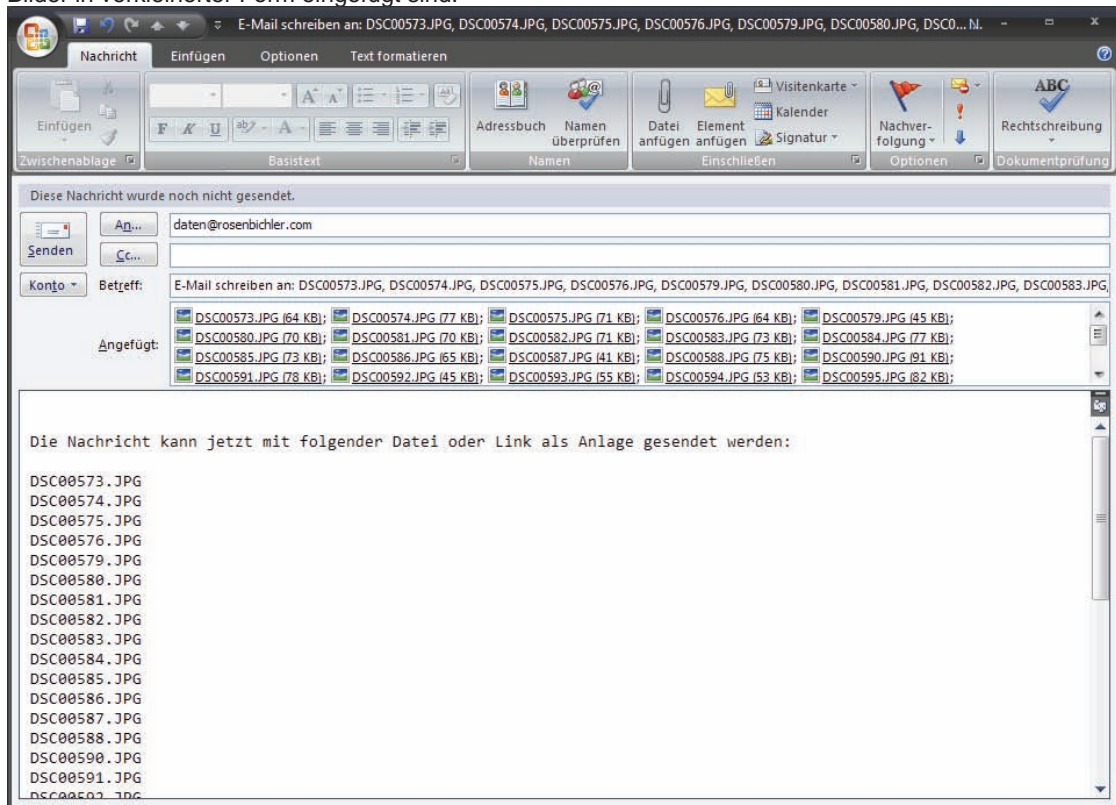 Bilder in verkleinerter Form eingefügt sind.
E-Mail schreiben an: DSC00573.JPG, DSC00574.JPG, DSC00575.JPG, DSC00576.JPG, DSC00579.JPG, DSC00580.JPG, DSC0... N.
Nachricht Einfügen Optionen Text formatieren
Einfügen
F K U
Adressbuch
Namen überprüfen
Datei anfügen
Element anfügen
Visitenkarte
Kalender
Signatur
Nachver-
folgung
ABC
Rechtschreibung
Zwischenablage Basistext Namen Einschließen Optionen Dokumentprüfung
Diese Nachricht wurde noch nicht gesendet.
Senden
An... daten@rosenbichler.com
Cc...
Konto Betreff: E-Mail schreiben an: DSC00573.JPG, DSC00574.JPG, DSC00575.JPG, DSC00576.JPG, DSC00579.JPG, DSC00580.JPG, DSC00581.JPG, DSC00582.JPG, DSC00583.JPG,
Angefügt:
DSC00573.JPG (64 KB); DSC00574.JPG (77 KB); DSC00575.JPG (71 KB); DSC00576.JPG (64 KB); DSC00579.JPG (45 KB);
DSC00580.JPG (70 KB); DSC00581.JPG (70 KB); DSC00582.JPG (71 KB); DSC00583.JPG (73 KB); DSC00584.JPG (77 KB);
DSC00585.JPG (73 KB); DSC00586.JPG (65 KB); DSC00587.JPG (41 KB); DSC00588.JPG (75 KB); DSC00590.JPG (91 KB);
DSC00591.JPG (78 KB); DSC00592.JPG (45 KB); DSC00593.JPG (55 KB); DSC00594.JPG (53 KB); DSC00595.JPG (82 KB);
Die Nachricht kann jetzt mit folgender Datei oder Link als Anlage gesendet werden:
DSC00573.JPG
DSC00574.JPG
DSC00575.JPG
DSC00576.JPG
DSC00579.JPG
DSC00580.JPG
DSC00581.JPG
DSC00582.JPG
DSC00583.JPG
DSC00584.JPG
DSC00585.JPG
DSC00586.JPG
DSC00587.JPG
DSC00588.JPG
DSC00590.JPG
DSC00591.JPG
DSC00592.JPG